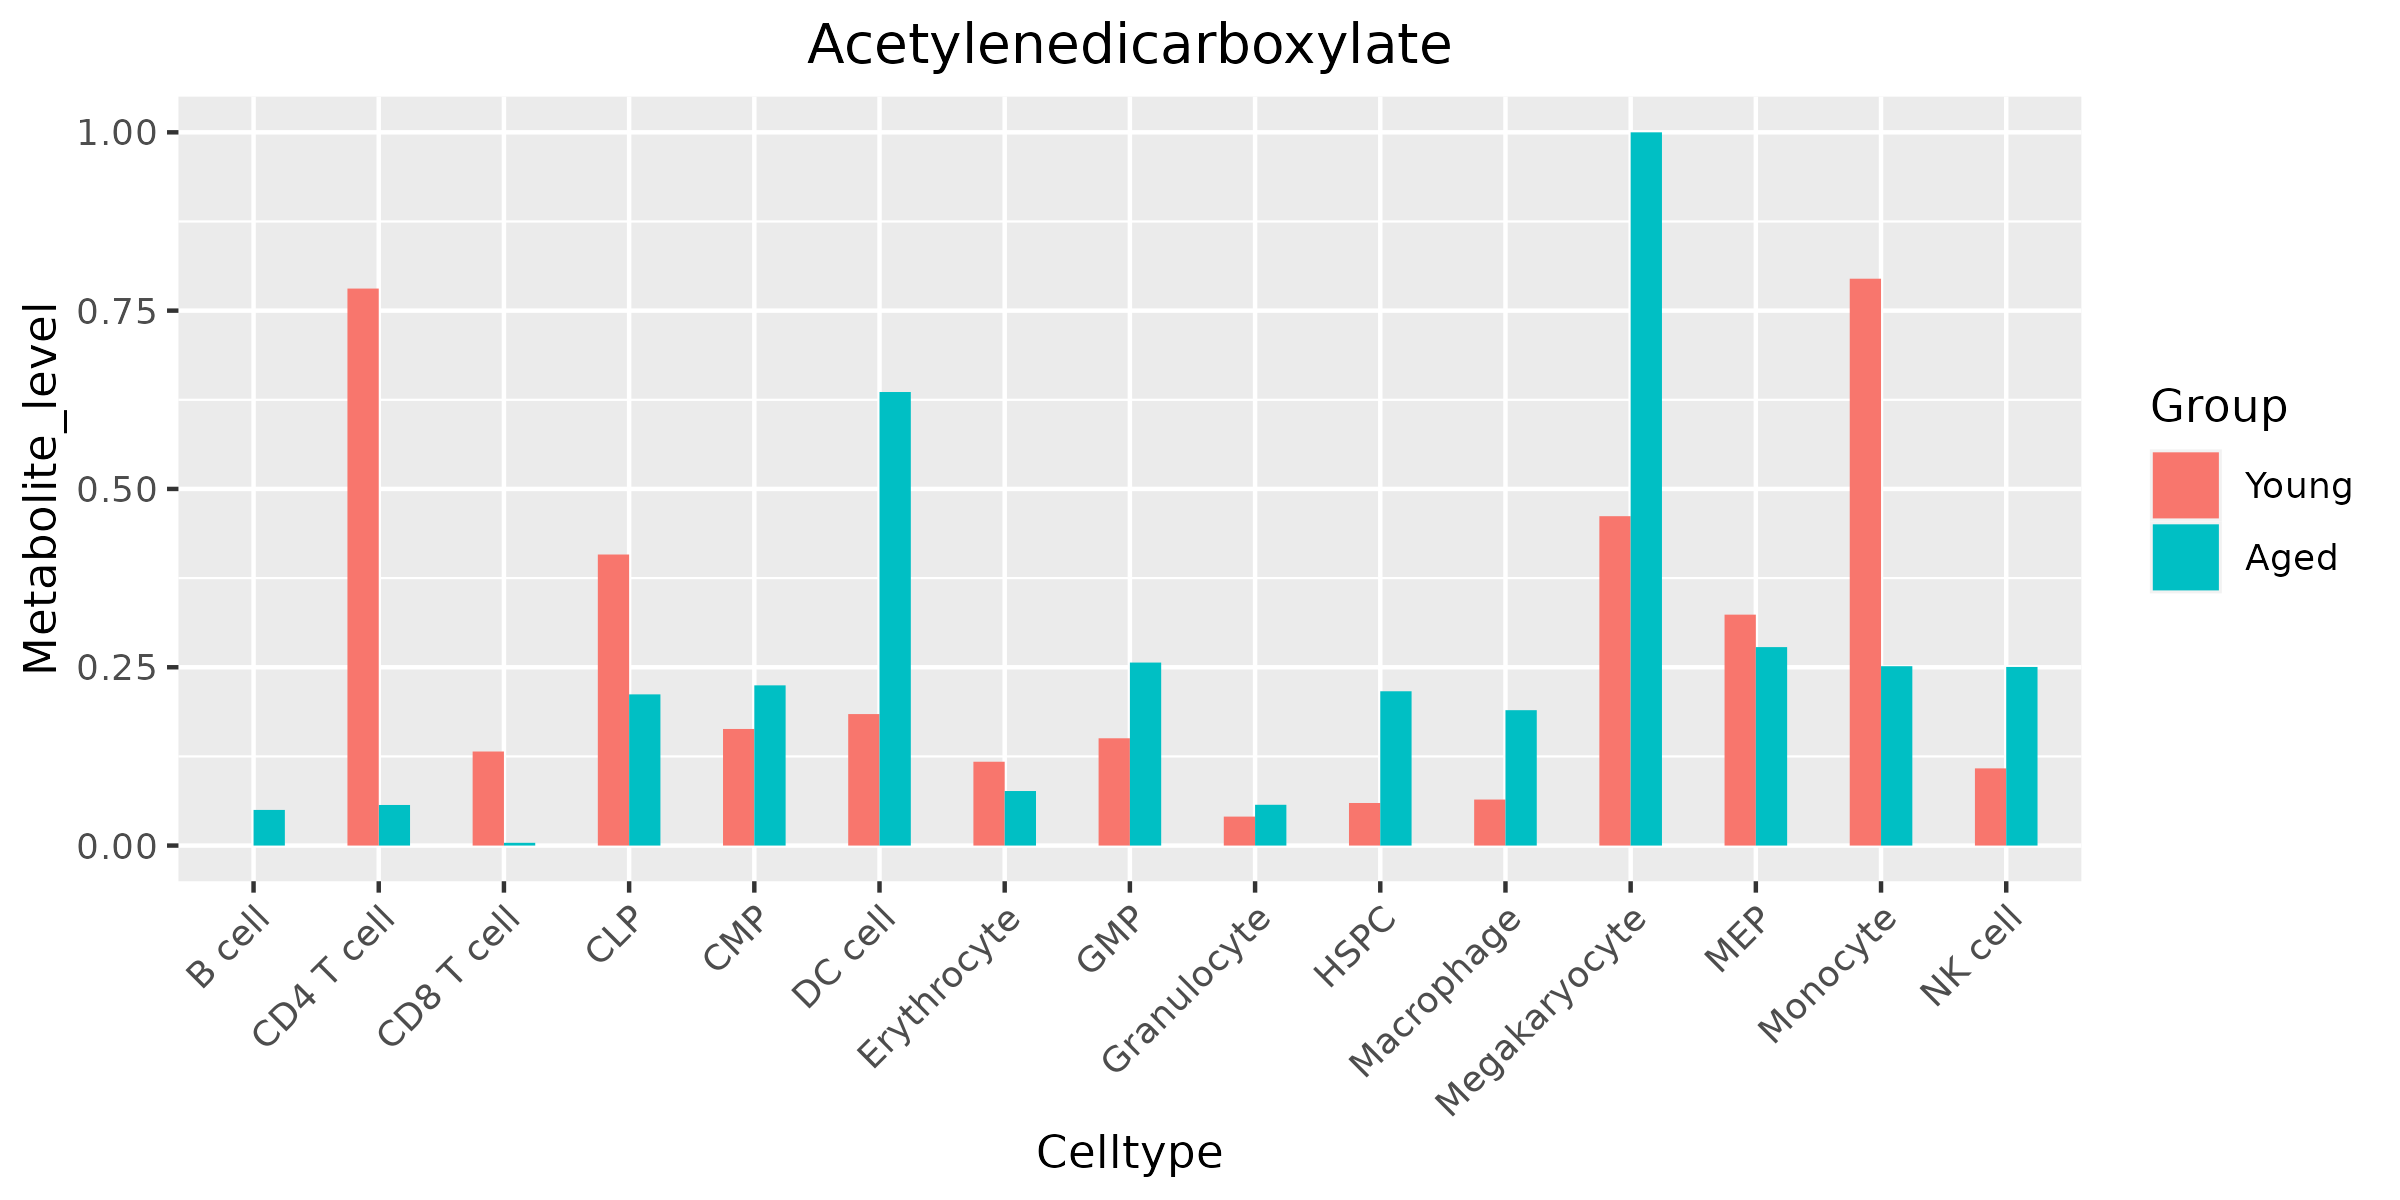 Acetylenedicarboxylate
Metabolite_level
1.00
0.75
0.50
0.25
0.00
B cell
CD4 T cell
CD8 T cell
CLP
CMP
DC cell
Erythrocyte
GMP
Granulocyte
HSPC
Macrophage
Megakaryocyte
MEP
Monocyte
NK cell
Celltype
Group
Young
Aged